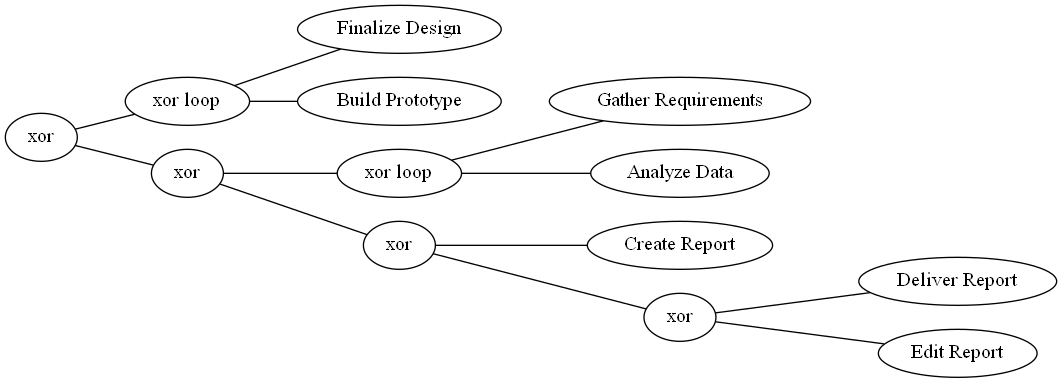 Finalize Design
xor loop
Build Prototype
Gather Requirements
xor
xor
xor loop
Analyze Data
xor
Create Report
Deliver Report
xor
Edit Report